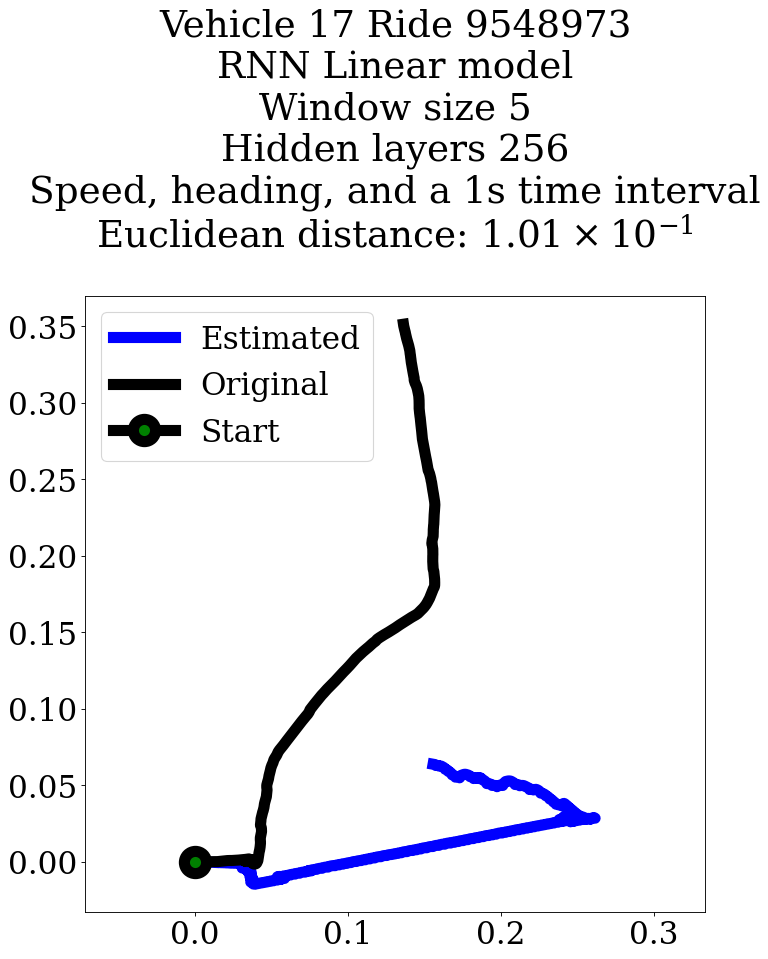 Vehicle 17 Ride 9548973
RNN Linear model
Window size 5
Hidden layers 256
Speed, heading, and a 1s time interval
Euclidean distance: 1.01 × 10⁻¹
Estimated
Original
Start
0.35
0.30
0.25
0.20
0.15
0.10
0.05
0.00
0.0 0.1 0.2 0.3